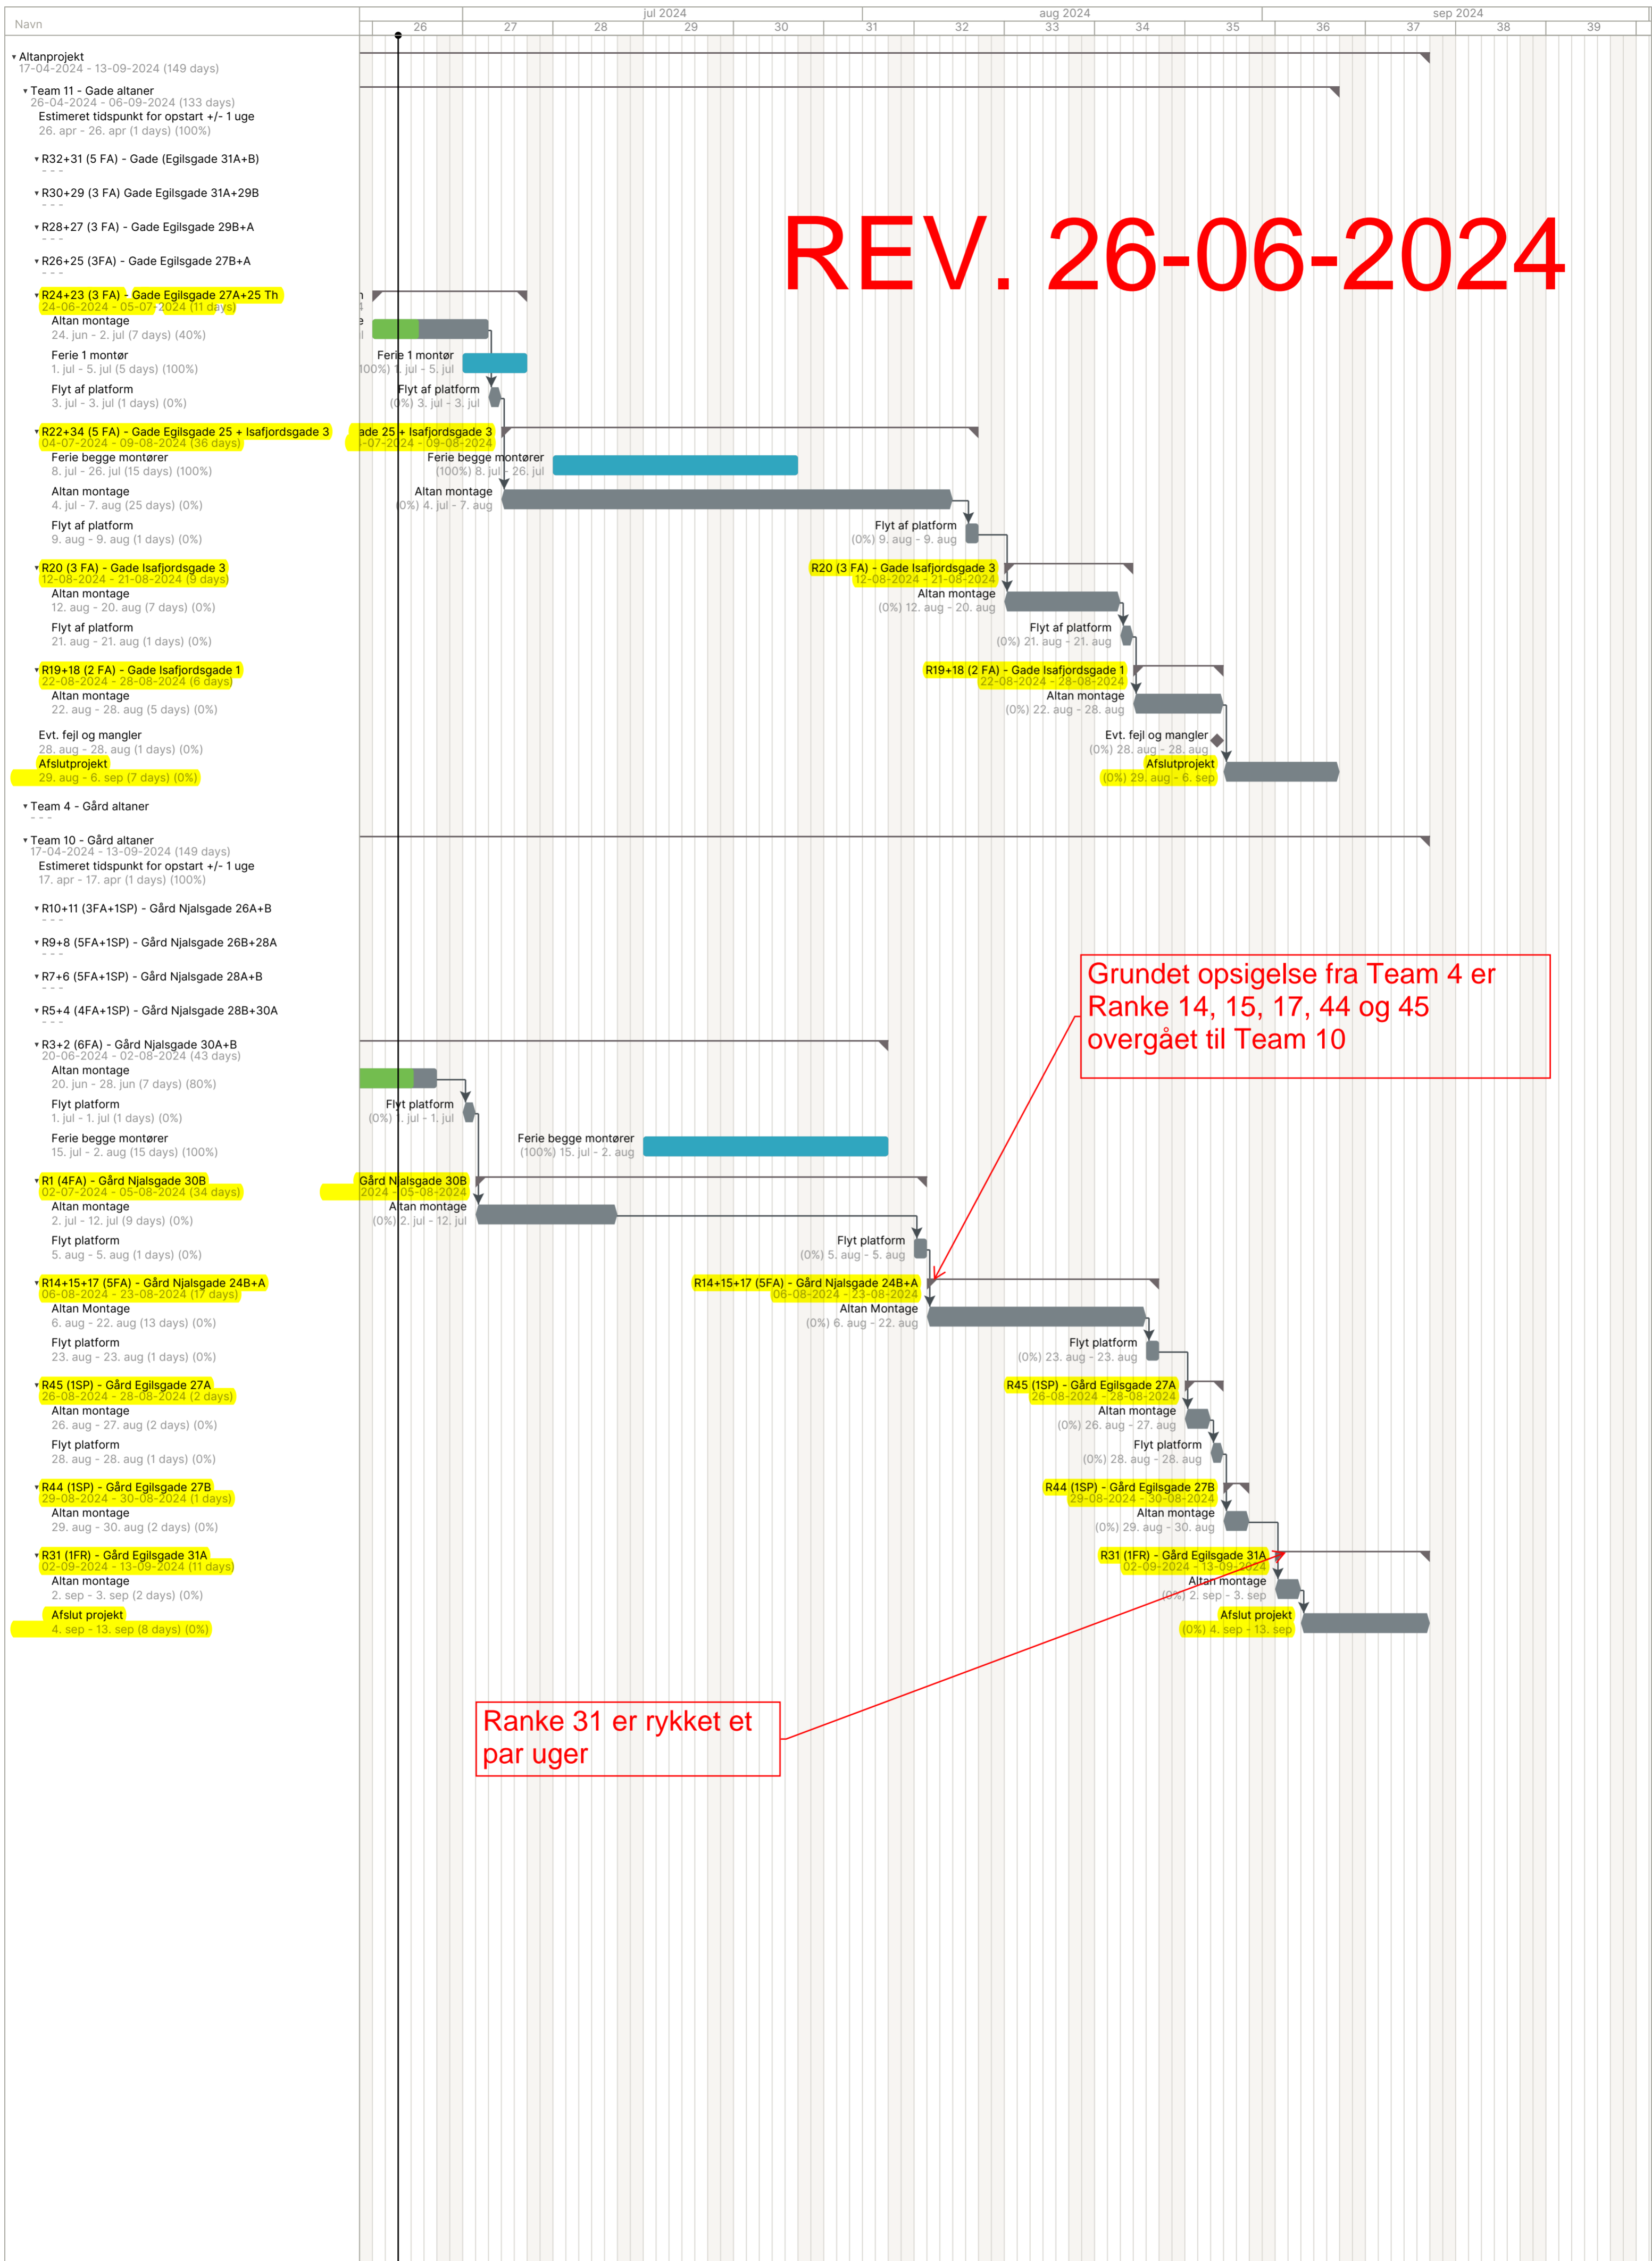 Navn
jul 2024
aug 2024
sep 2024
26 27 28 29 30 31 32 33 34 35 36 37 38 39
Altanprojekt
17-04-2024 - 13-09-2024 (149 days)
Team 11 - Gade altaner
26-04-2024 - 06-09-2024 (133 days)
Estimeret tidspunkt for opstart +/- 1 uge
26. apr - 26. apr (1 days) (100%)
R32+31 (5 FA) - Gade (Egilsgade 31A+B)
- - -
R30+29 (3 FA) Gade Egilsgade 31A+29B
- - -
R28+27 (3 FA) - Gade Egilsgade 29B+A
- - -
REV. 26-06-2024
R26+25 (3FA) - Gade Egilsgade 27B+A
- - -
R24+23 (3 FA) - Gade Egilsgade 27A+25 Th
24-06-2024 - 05-07-2024 (11 days)
Altan montage
24. jun - 2. jul (7 days) (40%)
Ferie 1 montør Ferie 1 montør
1. jul - 5. jul (5 days) (100%) 100%) 1. jul - 5. jul
Flyt af platform Flyt af platform
3. jul - 3. jul (1 days) (0%) (0%) 3. jul - 3. jul
R22+34 (5 FA) - Gade Egilsgade 25 + Isafjordsgade 3 ade 25 + Isafjordsgade 3
04-07-2024 - 09-08-2024 (36 days) -07-2024 - 09-08-2024
Ferie begge montører Ferie begge montører
8. jul - 26. jul (15 days) (100%) (100%) 8. jul - 26. jul
Altan montage Altan montage
4. jul - 7. aug (25 days) (0%) (0%) 4. jul - 7. aug
Flyt af platform Flyt af platform
9. aug - 9. aug (1 days) (0%) (0%) 9. aug - 9. aug
R20 (3 FA) - Gade Isafjordsgade 3 R20 (3 FA) - Gade Isafjordsgade 3
12-08-2024 - 21-08-2024 (9 days) 12-08-2024 - 21-08-2024
Altan montage Altan montage
12. aug - 20. aug (7 days) (0%) (0%) 12. aug - 20. aug
Flyt af platform Flyt af platform
21. aug - 21. aug (1 days) (0%) (0%) 21. aug - 21. aug
R19+18 (2 FA) - Gade Isafjordsgade 1 R19+18 (2 FA) - Gade Isafjordsgade 1
22-08-2024 - 28-08-2024 (6 days) 22-08-2024 - 28-08-2024
Altan montage Altan montage
22. aug - 28. aug (5 days) (0%) (0%) 22. aug - 28. aug
Evt. fejl og mangler Evt. fejl og mangler
28. aug - 28. aug (1 days) (0%) (0%) 28. aug - 28. aug
Afslutprojekt Afslutprojekt
29. aug - 6. sep (7 days) (0%) (0%) 29. aug - 6. sep
Team 4 - Gård altaner
- - -
Team 10 - Gård altaner
17-04-2024 - 13-09-2024 (149 days)
Estimeret tidspunkt for opstart +/- 1 uge
17. apr - 17. apr (1 days) (100%)
R10+11 (3FA+1SP) - Gård Njalsgade 26A+B
- - -
R9+8 (5FA+1SP) - Gård Njalsgade 26B+28A
- - -
R7+6 (5FA+1SP) - Gård Njalsgade 28A+B
- - -
R5+4 (4FA+1SP) - Gård Njalsgade 28B+30A
- - -
Grundet opsigelse fra Team 4 er
Ranke 14, 15, 17, 44 og 45
overgået til Team 10
R3+2 (6FA) - Gård Njalsgade 30A+B
20-06-2024 - 02-08-2024 (43 days)
Altan montage
20. jun - 28. jun (7 days) (80%)
Flyt platform Flyt platform
1. jul - 1. jul (1 days) (0%) (0%) 1. jul - 1. jul
Ferie begge montører Ferie begge montører
15. jul - 2. aug (15 days) (100%) (100%) 15. jul - 2. aug
R1 (4FA) - Gård Njalsgade 30B Gård Njalsgade 30B
02-07-2024 - 05-08-2024 (34 days) 2024 - 05-08-2024
Altan montage Altan montage
2. jul - 12. jul (9 days) (0%) (0%) 2. jul - 12. jul
Flyt platform Flyt platform
5. aug - 5. aug (1 days) (0%) (0%) 5. aug - 5. aug
R14+15+17 (5FA) - Gård Njalsgade 24B+A R14+15+17 (5FA) - Gård Njalsgade 24B+A
06-08-2024 - 23-08-2024 (17 days) 06-08-2024 - 23-08-2024
Altan Montage Altan Montage
6. aug - 22. aug (13 days) (0%) (0%) 6. aug - 22. aug
Flyt platform Flyt platform
23. aug - 23. aug (1 days) (0%) (0%) 23. aug - 23. aug
R45 (1SP) - Gård Egilsgade 27A R45 (1SP) - Gård Egilsgade 27A
26-08-2024 - 28-08-2024 (2 days) 26-08-2024 - 28-08-2024
Altan montage Altan montage
26. aug - 27. aug (2 days) (0%) (0%) 26. aug - 27. aug
Flyt platform Flyt platform
28. aug - 28. aug (1 days) (0%) (0%) 28. aug - 28. aug
R44 (1SP) - Gård Egilsgade 27B R44 (1SP) - Gård Egilsgade 27B
29-08-2024 - 30-08-2024 (1 days) 29-08-2024 - 30-08-2024
Altan montage Altan montage
29. aug - 30. aug (2 days) (0%) (0%) 29. aug - 30. aug
R31 (1FR) - Gård Egilsgade 31A R31 (1FR) - Gård Egilsgade 31A
02-09-2024 - 13-09-2024 (11 days) 02-09-2024 - 13-09-2024
Altan montage Altan montage
2. sep - 3. sep (2 days) (0%) (0%) 2. sep - 3. sep
Afslut projekt Afslut projekt
4. sep - 13. sep (8 days) (0%) (0%) 4. sep - 13. sep
Ranke 31 er rykket et
par uger